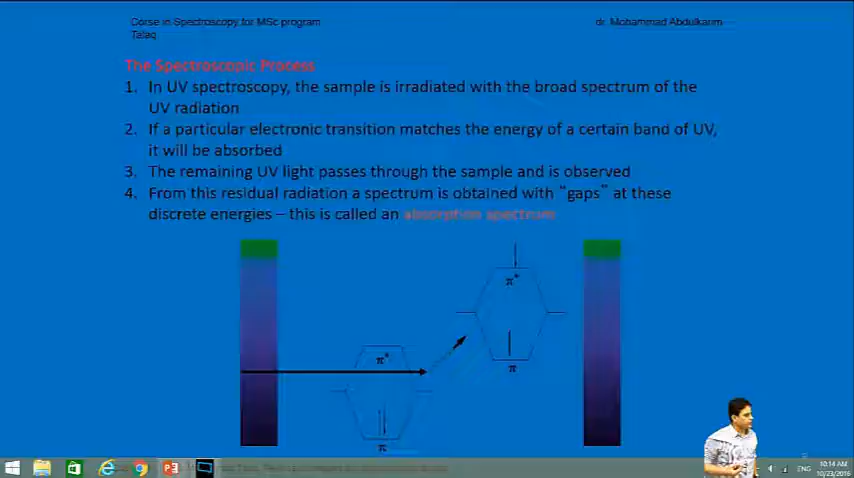 Corse in Spectroscopy for MSc program
dr. Mohammad Abdulkarim
Talaq
The Spectroscopic Process
1. In UV spectroscopy, the sample is irradiated with the broad spectrum of the
UV radiation
2. If a particular electronic transition matches the energy of a certain band of UV,
it will be absorbed
3. The remaining UV light passes through the sample and is observed
4. From this residual radiation a spectrum is obtained with “gaps” at these
discrete energies – this is called an absorption spectrum
π*
π
π*
π
ENG
10:14 AM
10/23/2016